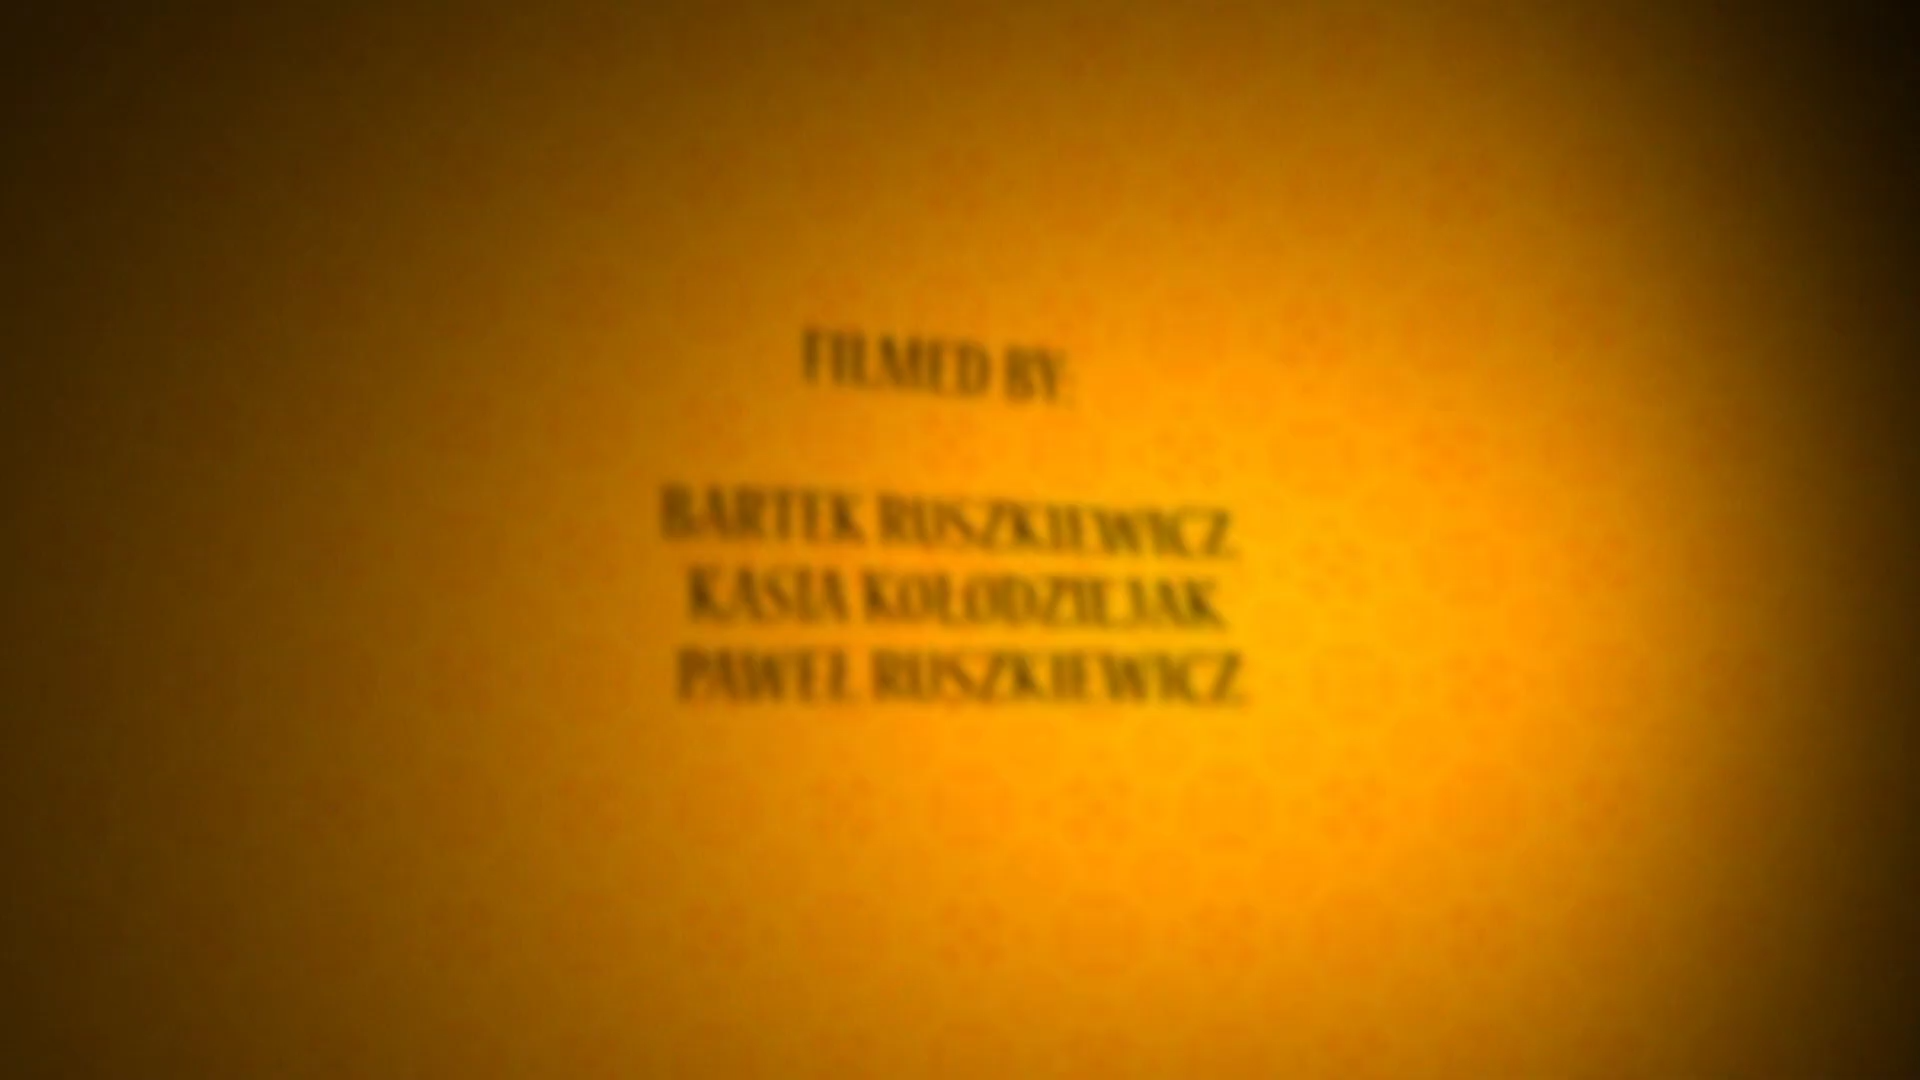 FILMED BY:
BARTEK RUSZKIEWICZ
KASIA KOŁODZIEJAK
PAWEŁ RUSZKIEWICZ